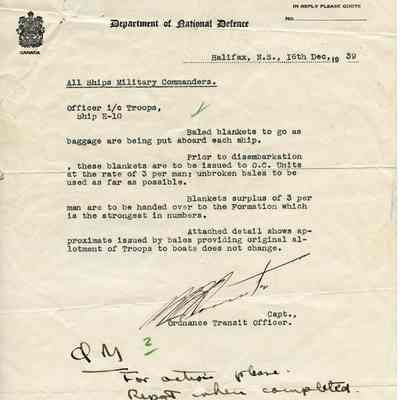 IN REPLY PLEASE QUOTE
No.
CANADA
Department of National Defence
Halifax, N.S., 16th Dec., 19 39
All Ships Military Commanders.
Officer i/c Troops,
Ship E-10
Baled blankets to go as
baggage are being put aboard each ship.
Prior to disembarkation
, these blankets are to be issued to O.C. Units
at the rate of 3 per man; unbroken bales to be
used as far as possible.
Blankets surplus of 3 per
man are to be handed over to the Formation which
is the strongest in numbers.
Attached detail shows ap-
proximate issued by bales providing original al-
lotment of Troops to boats does not change.
Capt.,
Ordnance Transit Officer.
Q M 2
For action please.
Report when completed.